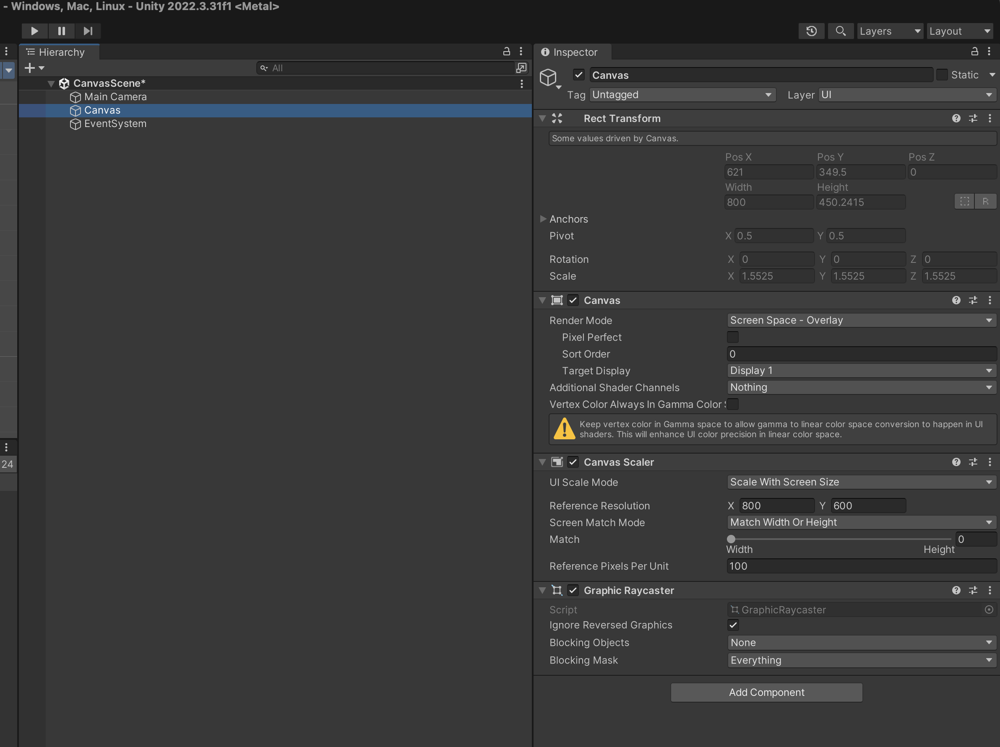 - Windows, Mac, Linux - Unity 2022.3.31f1 <Metal>
Layers
Layout
Hierarchy
All
CanvasScene*
Main Camera
Canvas
EventSystem
24
Inspector
Canvas
Static
Tag Untagged Layer UI
Rect Transform
Some values driven by Canvas.
Pos X Pos Y Pos Z
621 349.5 0
Width Height
800 450.2415
R
Anchors
Pivot X 0.5 Y 0.5
Rotation X 0 Y 0 Z 0
Scale X 1.5525 Y 1.5525 Z 1.5525
Canvas
Render Mode Screen Space - Overlay
Pixel Perfect
Sort Order 0
Target Display Display 1
Additional Shader Channels Nothing
Vertex Color Always In Gamma Color
Keep vertex color in Gamma space to allow gamma to linear color space conversion to happen in UI
shaders. This will enhance UI color precision in linear color space.
Canvas Scaler
UI Scale Mode Scale With Screen Size
Reference Resolution X 800 Y 600
Screen Match Mode Match Width Or Height
Match 0
Width Height
Reference Pixels Per Unit 100
Graphic Raycaster
Script GraphicRaycaster
Ignore Reversed Graphics
Blocking Objects None
Blocking Mask Everything
Add Component